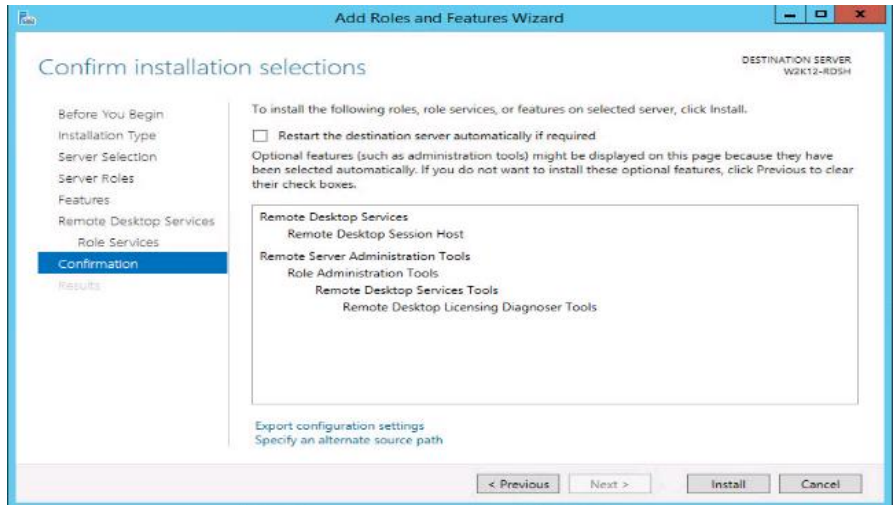 Add Roles and Features Wizard
Confirm installation selections
DESTINATION SERVER
W2K12-RDSH
Before You Begin
Installation Type
Server Selection
Server Roles
Features
Remote Desktop Services
Role Services
Confirmation
Results
To install the following roles, role services, or features on selected server, click Install.
Restart the destination server automatically if required
Optional features (such as administration tools) might be displayed on this page because they have
been selected automatically. If you do not want to install these optional features, click Previous to clear
their check boxes.
Remote Desktop Services
Remote Desktop Session Host
Remote Server Administration Tools
Role Administration Tools
Remote Desktop Services Tools
Remote Desktop Licensing Diagnoser Tools
Export configuration settings
Specify an alternate source path
< Previous
Next >
Install
Cancel